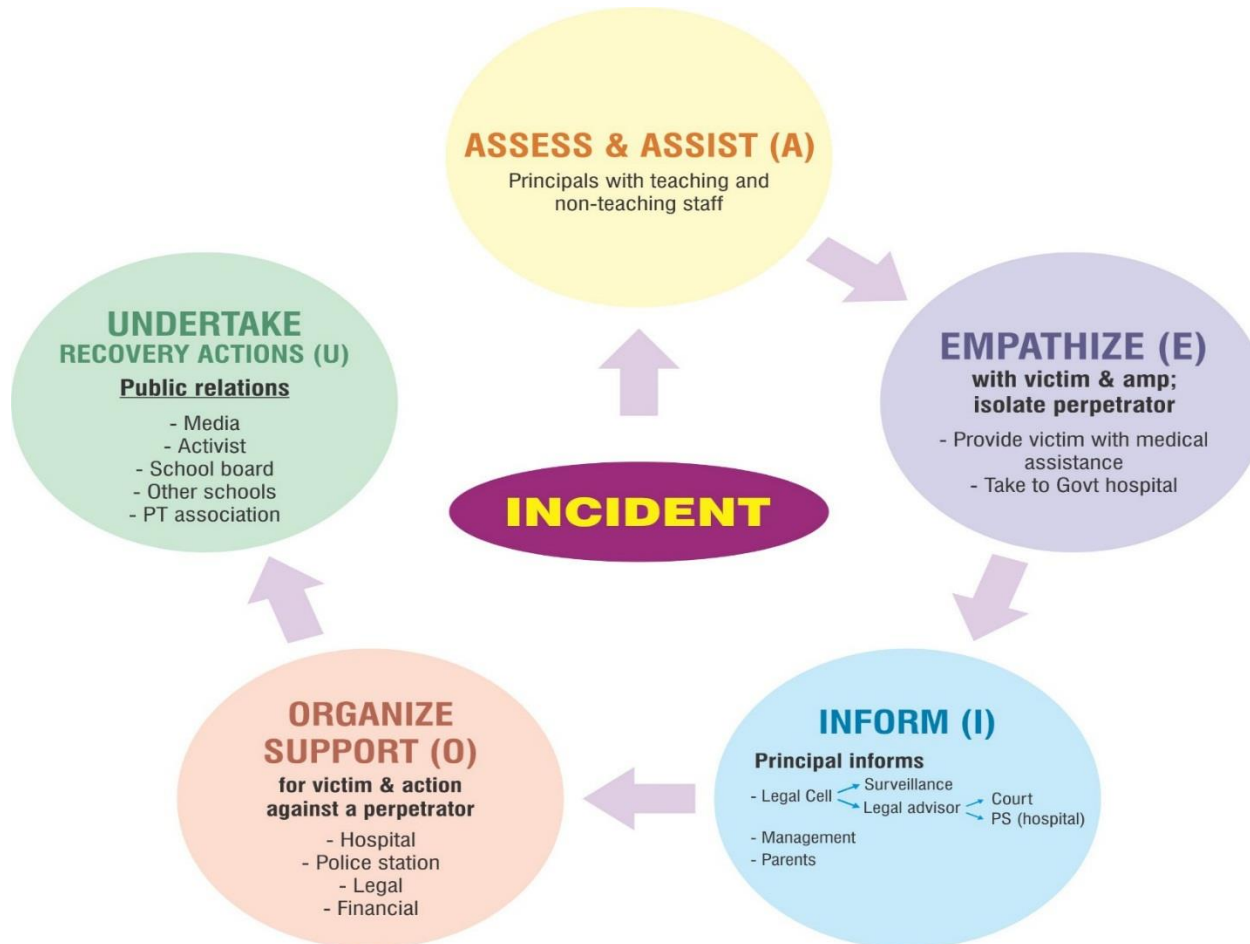 ASSESS & ASSIST (A)
Principals with teaching and
non-teaching staff
EMPATHIZE (E)
with victim & amp;
isolate perpetrator
- Provide victim with medical
assistance
- Take to Govt hospital
INFORM (I)
Principal informs
- Legal Cell
Surveillance
Legal advisor
Court
PS (hospital)
- Management
- Parents
ORGANIZE
SUPPORT (O)
for victim & action
against a perpetrator
- Hospital
- Police station
- Legal
- Financial
UNDERTAKE
RECOVERY ACTIONS (U)
Public relations
- Media
- Activist
- School board
- Other schools
- PT association
INCIDENT